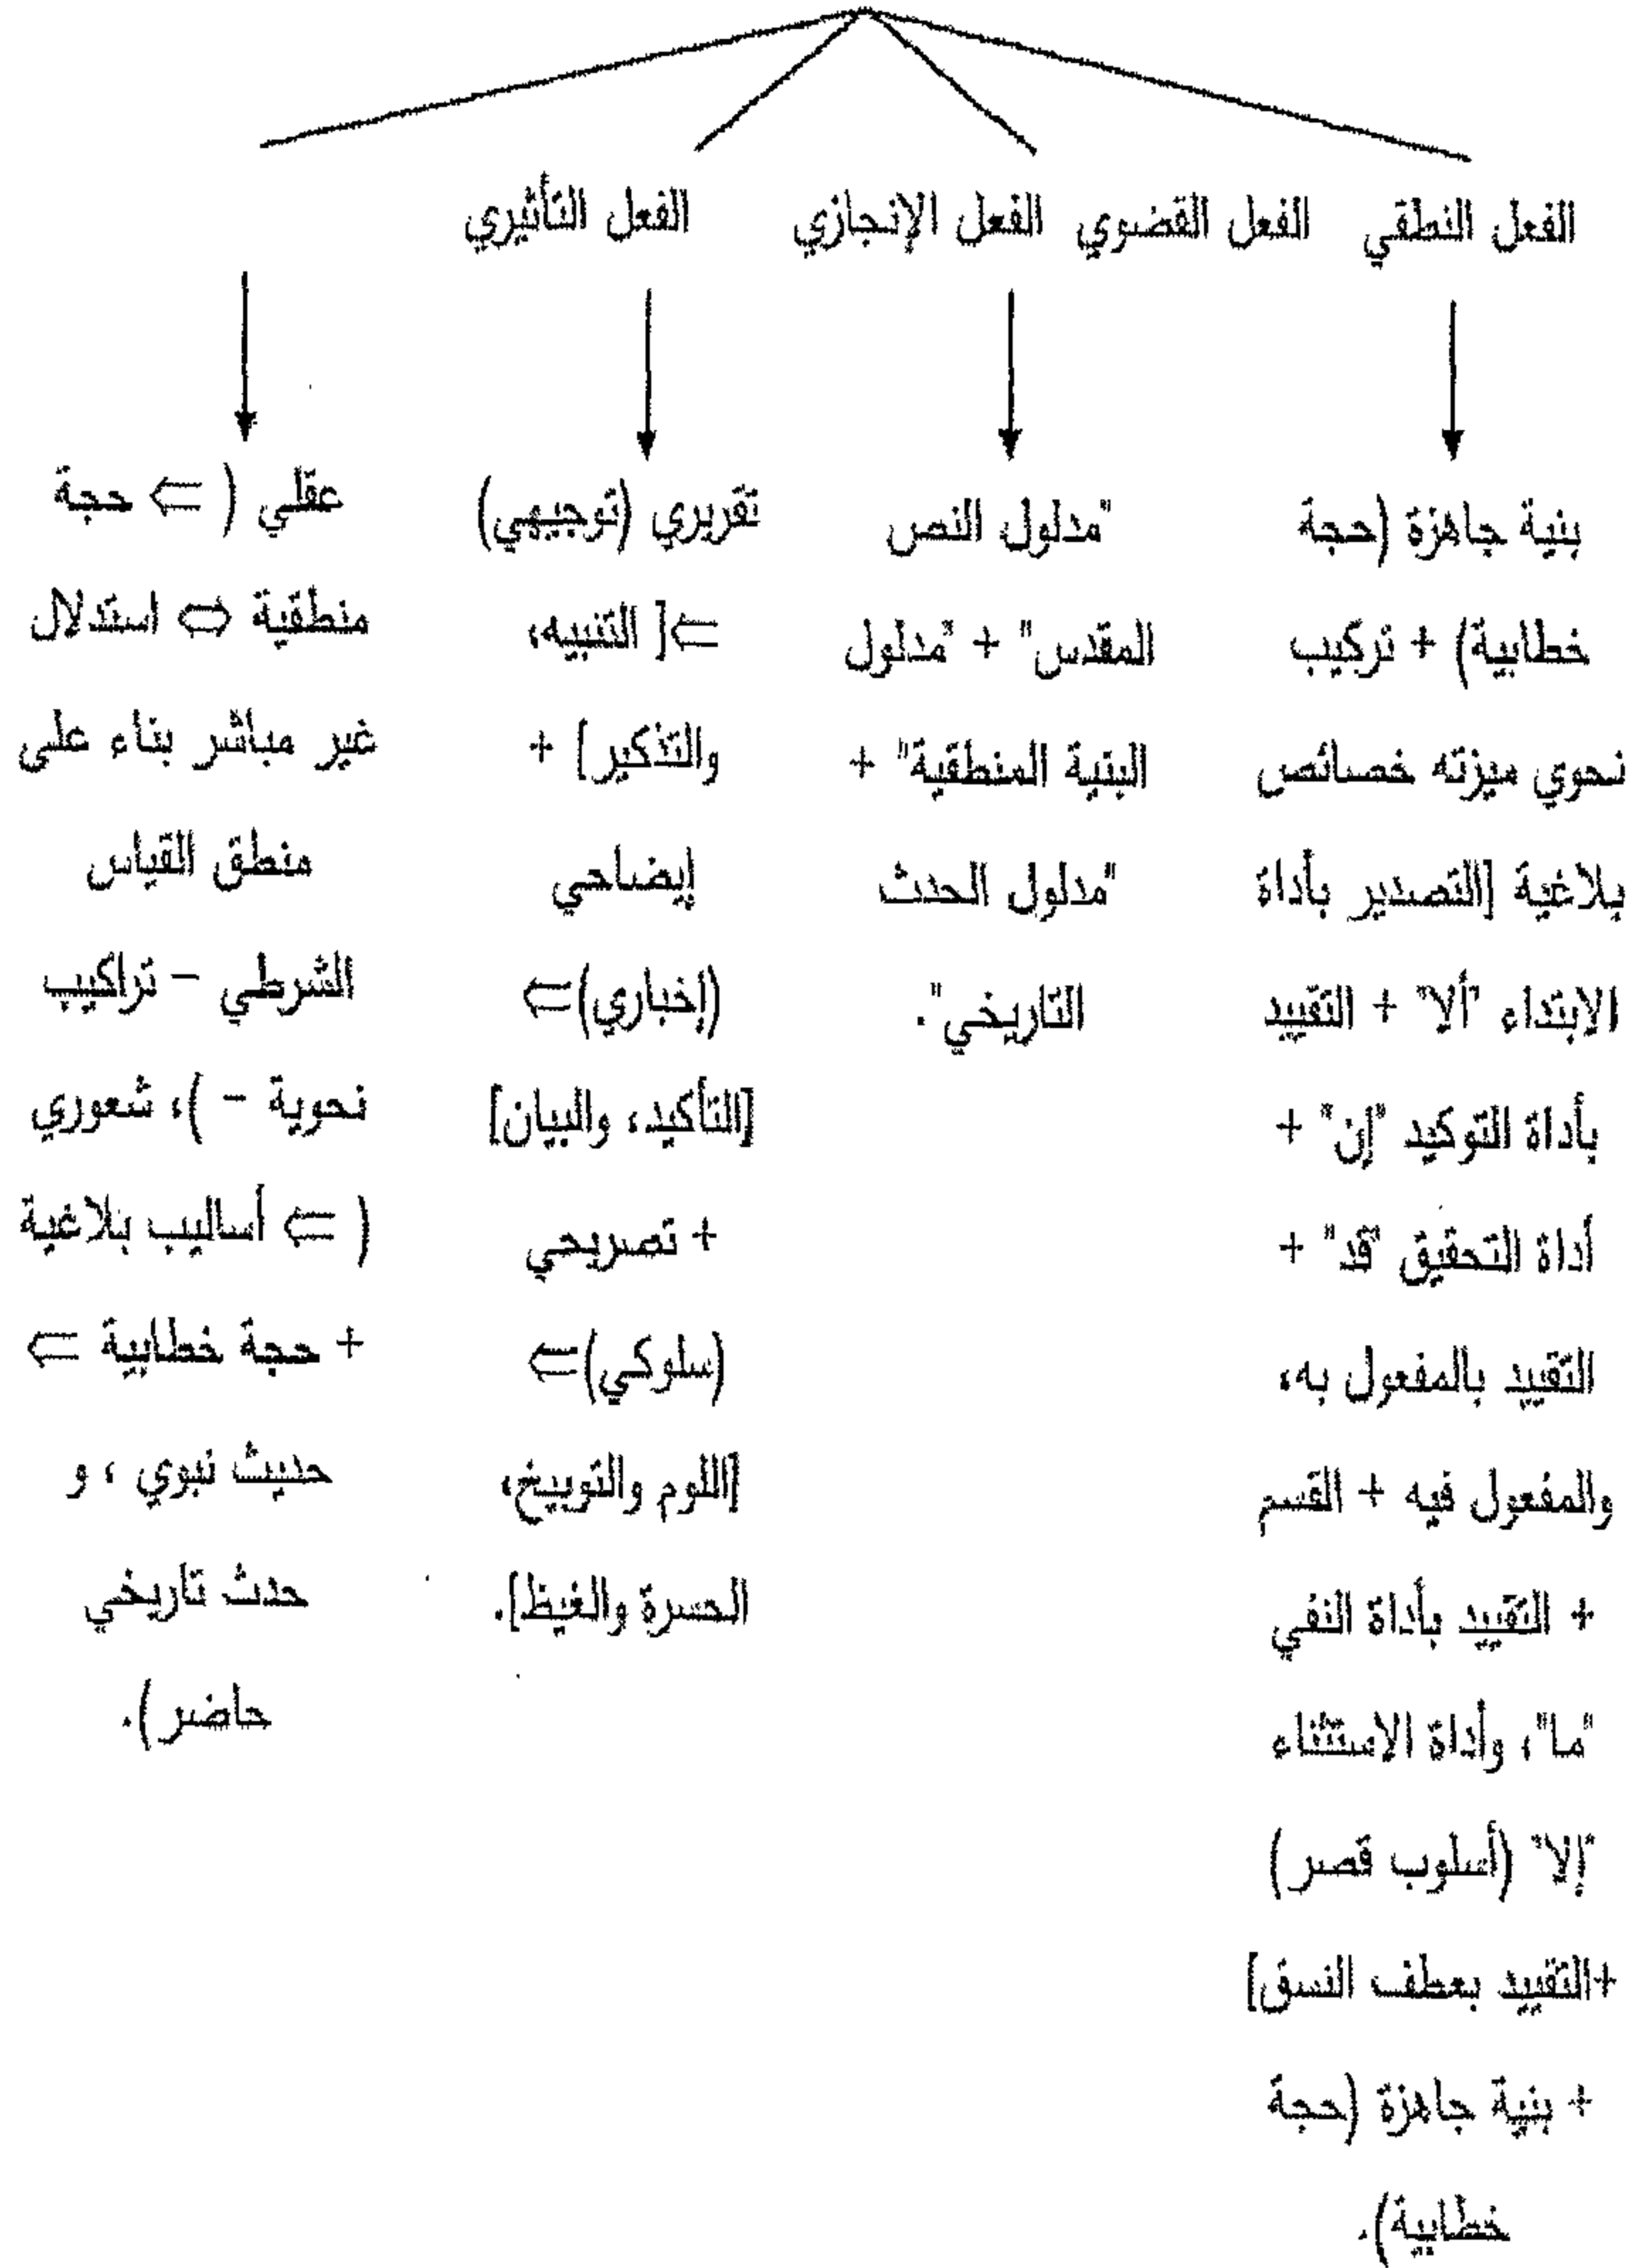 الفعل النطقي الفعل القضوي الفعل الإنجازي الفعل التأثيري
بنية جاهزة (حجة
خطابية) + تركيب
نحوي ميزته خصائص
بلاغية [التصدير بأداة
الابتداء "ألا" + التقييد
بأداة التوكيد "إن" +
أداة التحقيق "قد" +
التقييد بالمفعول به،
والمفعول فيه + القسم
+ التقييد بأداة النفي
"ما"، وأداة الاستثناء
"إلا" (أسلوب قصر)
+التقييد بعطف النسق]
+ بنية جاهزة (حجة
خطابية).
"مدلول النص
المقدس" + "مدلول
البنية المنطقية" +
"مدلول الحدث
التاريخي".
تقريري (توجيهي)
⇐[ التنبيه،
والتذكير] +
إيضاحي
(إخباري)⇐
[التأكيد، والبيان]
+ تصريحي
(سلوكي)⇐
[اللوم والتوبيخ،
الحسرة والغيظ].
عقلي ( ⇐ حجة
منطقية ⇔ استدلال
غير مباشر بناء على
منطق القياس
الشرطي – تراكيب
نحوية – )، شعوري
( ⇐ أساليب بلاغية
+ حجة خطابية ⇐
حديث نبوي ، و
حدث تاريخي
حاضر).